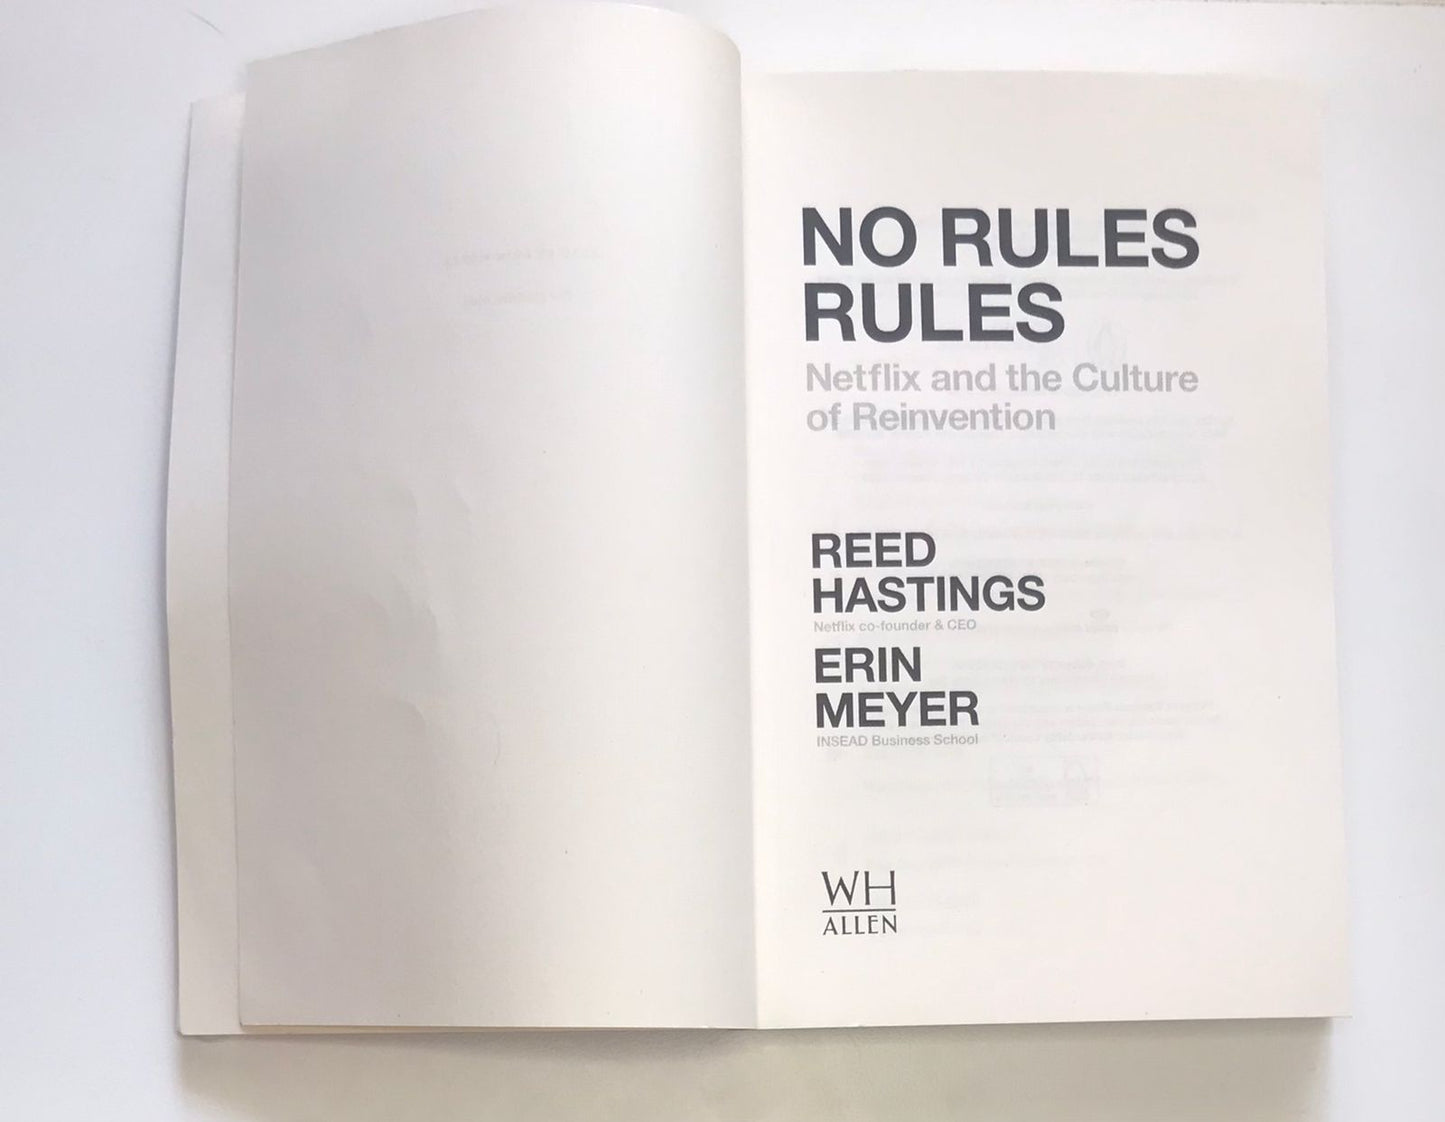 NO RULES
RULES
Netflix and the Culture
of Reinvention
REED
HASTINGS
Netflix co-founder & CEO
ERIN
MEYER
INSEAD Business School
WH
ALLEN